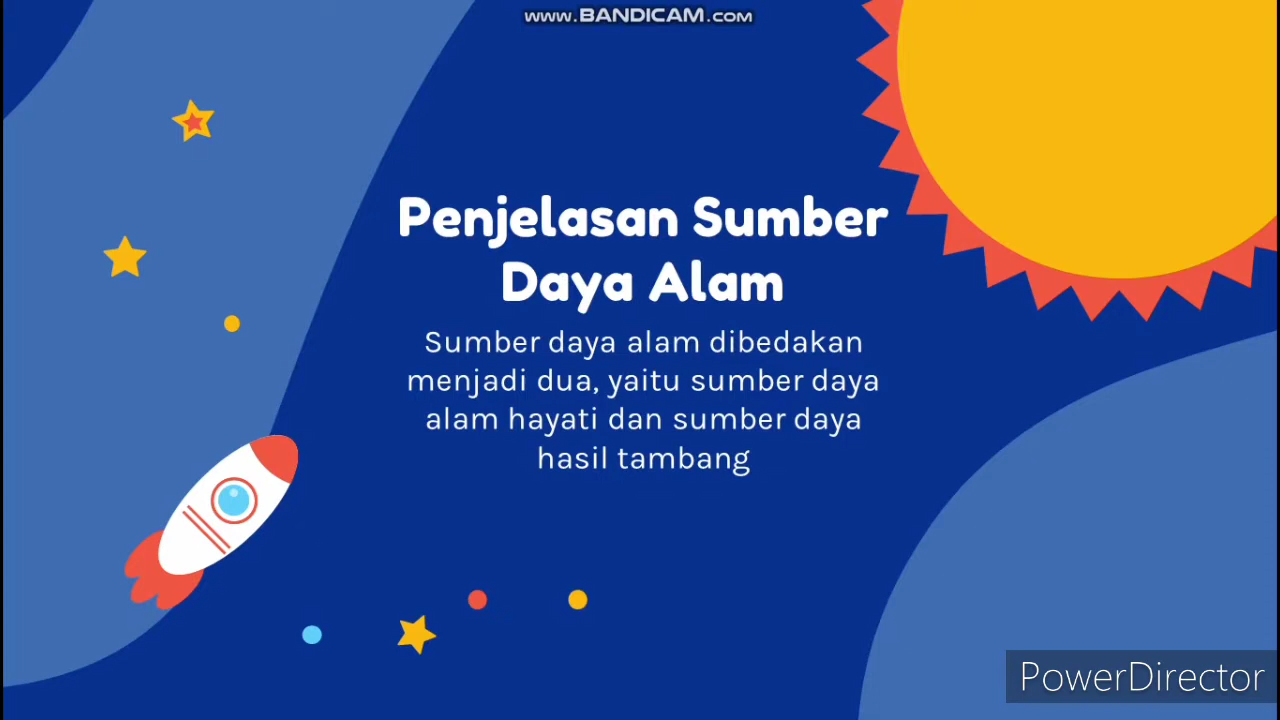 www.BANDICAM.com
Penjelasan Sumber
Daya Alam
Sumber daya alam dibedakan
menjadi dua, yaitu sumber daya
alam hayati dan sumber daya
hasil tambang
PowerDirector